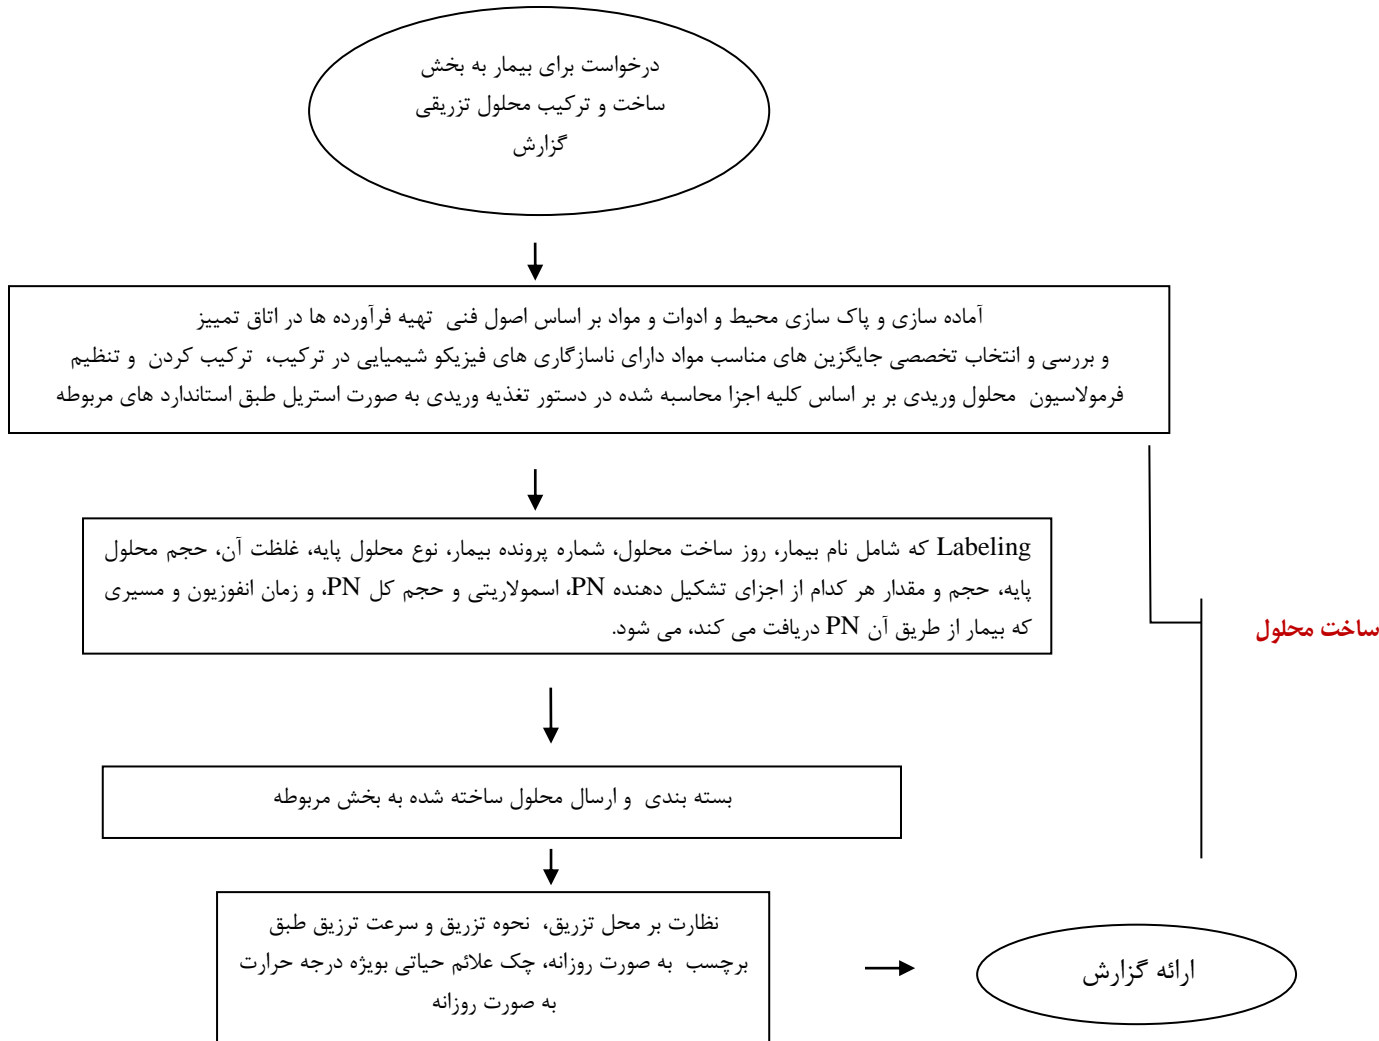 درخواست برای بیمار به بخش
ساخت و ترکیب محلول تزریقی
گزارش
آماده سازی و پاک سازی محیط و ادوات و مواد بر اساس اصول فنی تهیه فرآورده ها در اتاق تمییز
و بررسی و انتخاب تخصصی جایگزین های مناسب مواد دارای ناسازگاری های فیزیکو شیمیایی در ترکیب، ترکیب کردن و تنظیم
فرمولاسیون محلول وریدی بر بر اساس کلیه اجزا محاسبه شده در دستور تغذیه وریدی به صورت استریل طبق استاندارد های مربوطه
Labeling که شامل نام بیمار، روز ساخت محلول، شماره پرونده بیمار، نوع محلول پایه، غلظت آن، حجم محلول
پایه، حجم و مقدار هر کدام از اجزای تشکیل دهنده PN، اسمولاریتی و حجم کل PN، و زمان انفوزیون و مسیری
که بیمار از طریق آن PN دریافت می کند، می شود.
ساخت محلول
بسته بندی و ارسال محلول ساخته شده به بخش مربوطه
نظارت بر محل تزریق، نحوه تزریق و سرعت ترزیق طبق
برچسب به صورت روزانه، چک علائم حیاتی بویژه درجه حرارت
به صورت روزانه
ارائه گزارش